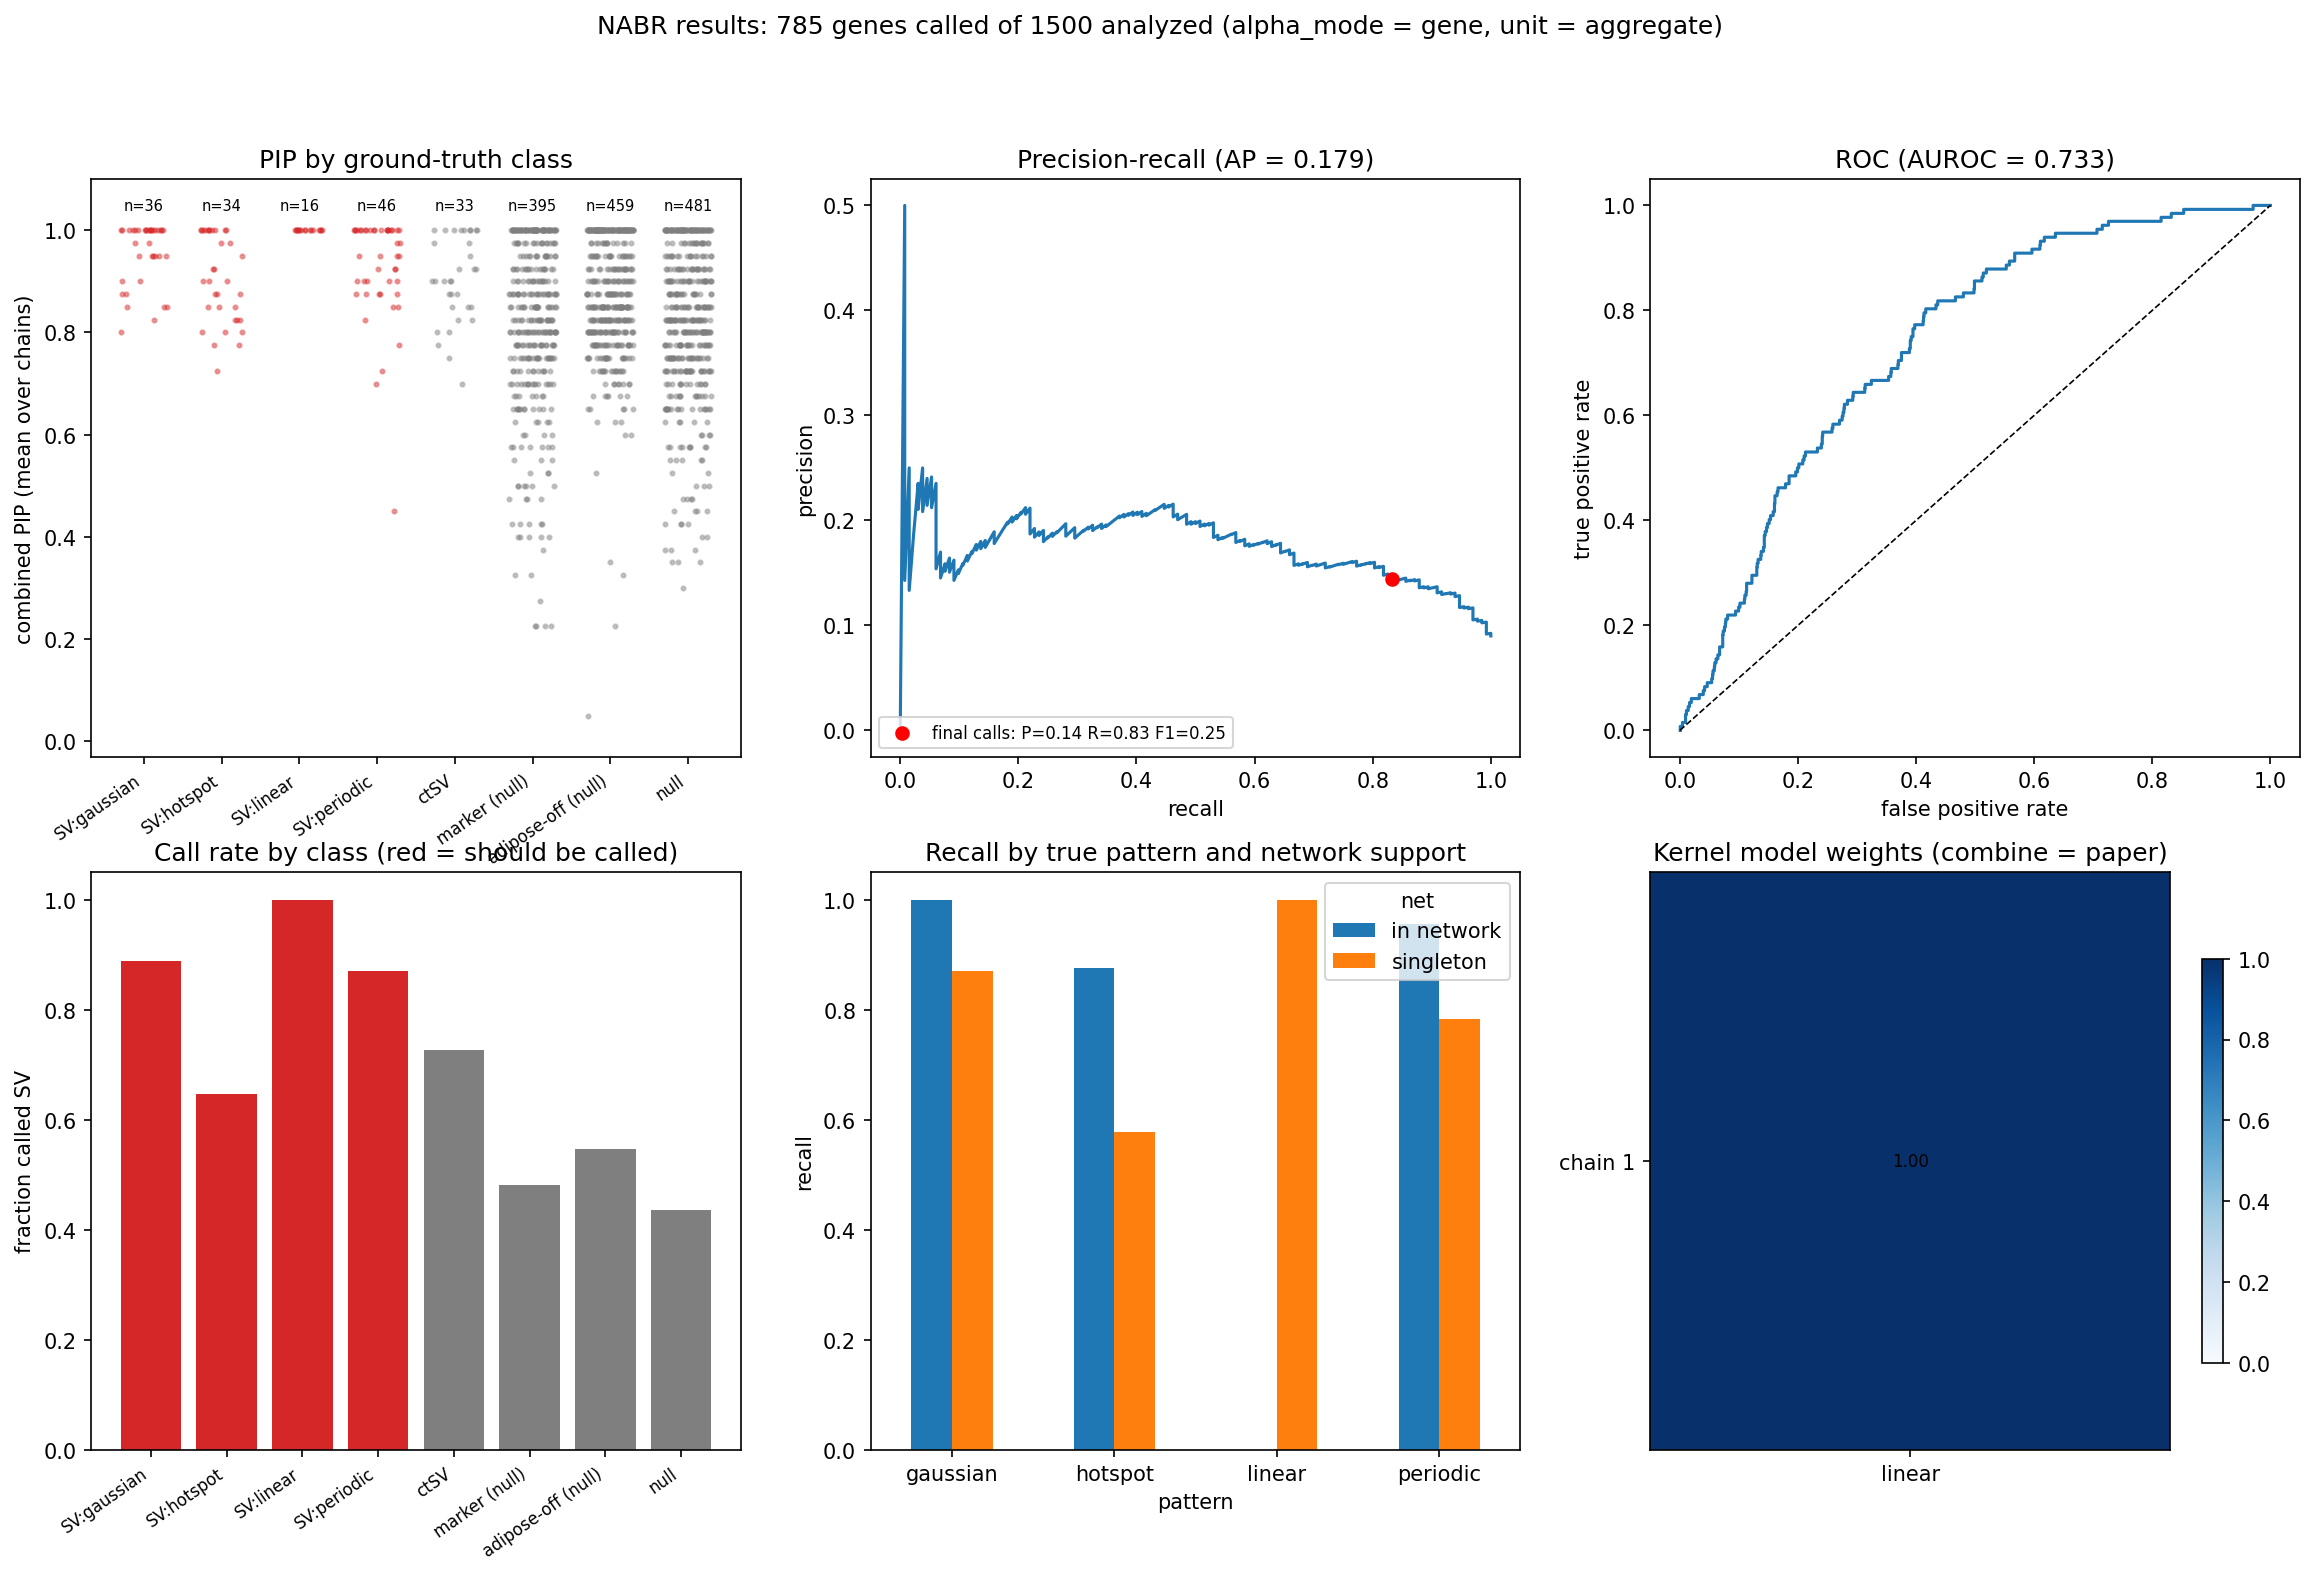 NABR results: 785 genes called of 1500 analyzed (alpha_mode = gene, unit = aggregate)
PIP by ground-truth class
n=36 n=34 n=16 n=46 n=33 n=395 n=459 n=481
combined PIP (mean over chains)
1.0
0.8
0.6
0.4
0.2
0.0
SV:gaussian SV:hotspot SV:linear SV:periodic ctSV marker (null) adipose-off (null) null
Precision-recall (AP = 0.179)
precision
0.5
0.4
0.3
0.2
0.1
0.0
final calls: P=0.14 R=0.83 F1=0.25
0.0 0.2 0.4 0.6 0.8 1.0
recall
ROC (AUROC = 0.733)
true positive rate
1.0
0.8
0.6
0.4
0.2
0.0
0.0 0.2 0.4 0.6 0.8 1.0
false positive rate
Call rate by class (red = should be called)
fraction called SV
1.0
0.8
0.6
0.4
0.2
0.0
SV:gaussian SV:hotspot SV:linear SV:periodic ctSV marker (null) adipose-off (null) null
Recall by true pattern and network support
recall
1.0
0.8
0.6
0.4
0.2
0.0
net
in network
singleton
gaussian hotspot linear periodic
pattern
Kernel model weights (combine = paper)
chain 1
1.00
linear
1.0
0.8
0.6
0.4
0.2
0.0